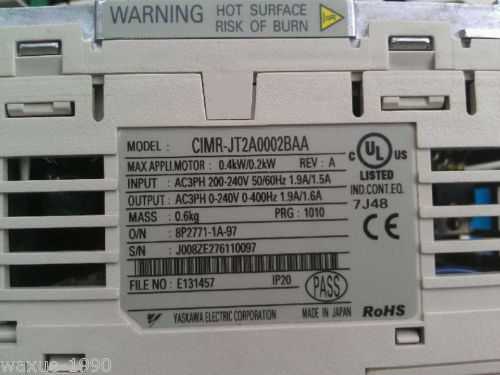 WARNING HOT SURFACE
RISK OF BURN
MODEL : CIMR-JT2A0002BAA
MAX APPLI.MOTOR : 0.4kW/0.2kW REV : A
INPUT : AC3PH 200-240V 50/60Hz 1.9A/1.5A
OUTPUT : AC3PH 0-240V 0-400Hz 1.9A/1.6A
MASS : 0.6kg PRG : 1010
O/N : 8P2771-1A-97
S/N : J008ZE276110097
FILE NO : E131457 IP20
YASKAWA ELECTRIC CORPORATION MADE IN JAPAN
C UL US
LISTED
IND.CONT.EQ.
7J48
CE
PASS
RoHS
waxus_1990